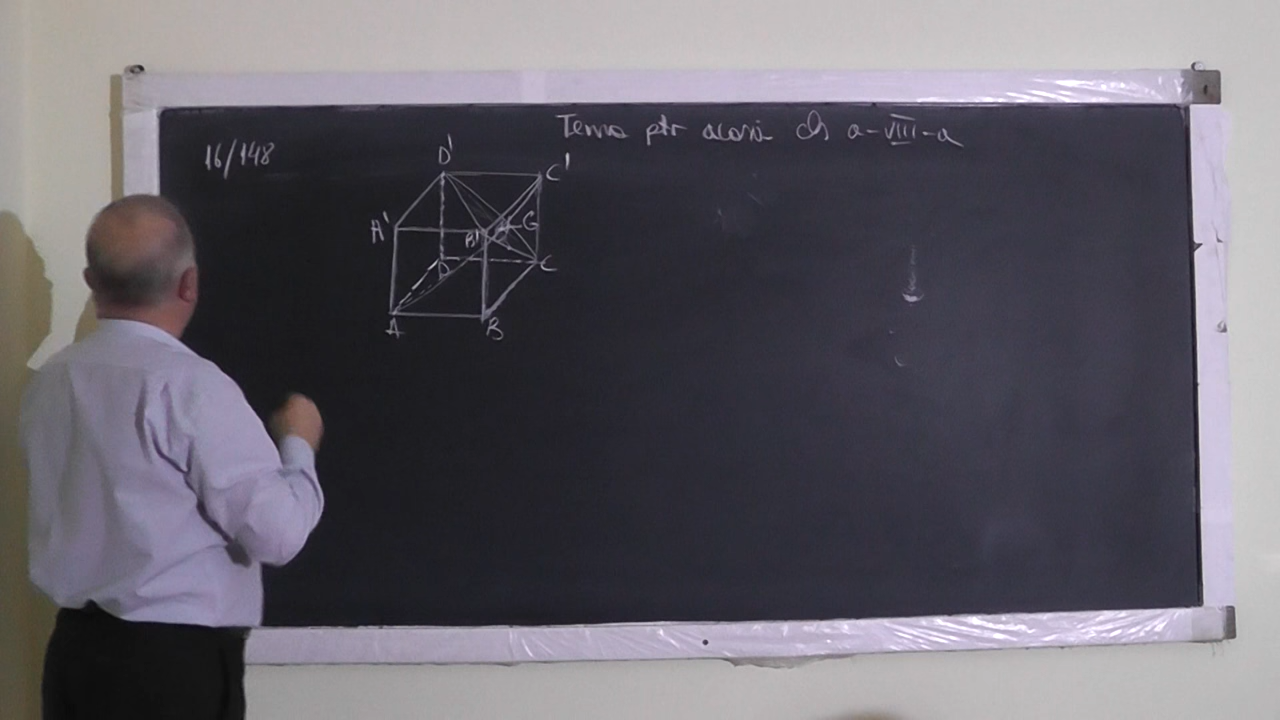 Tema ptr acasă cls a-VIII-a
16/148
D'
C'
A'
B'
G
D
C
A
B